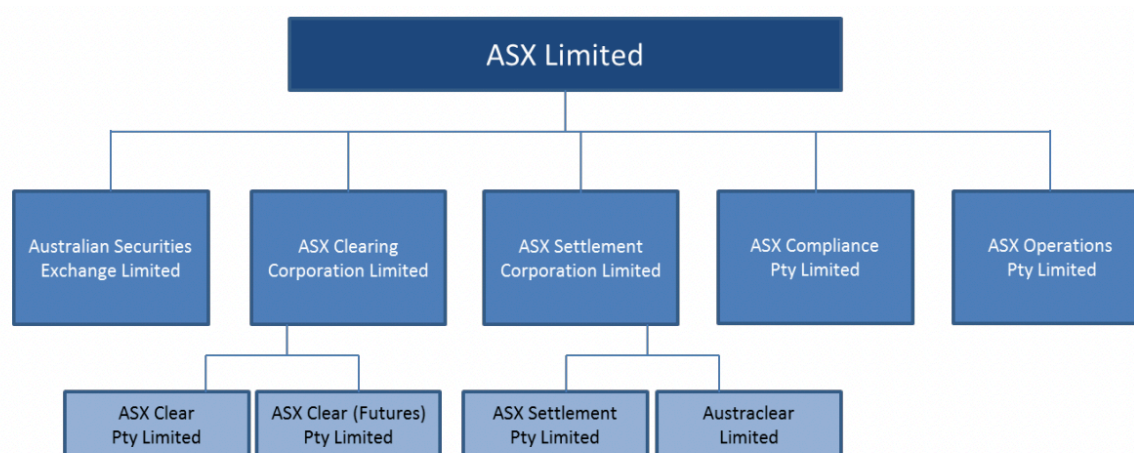 ASX Limited
Australian Securities
Exchange Limited
ASX Clearing
Corporation Limited
ASX Settlement
Corporation Limited
ASX Compliance
Pty Limited
ASX Operations
Pty Limited
ASX Clear
Pty Limited
ASX Clear (Futures)
Pty Limited
ASX Settlement
Pty Limited
Austraclear
Limited